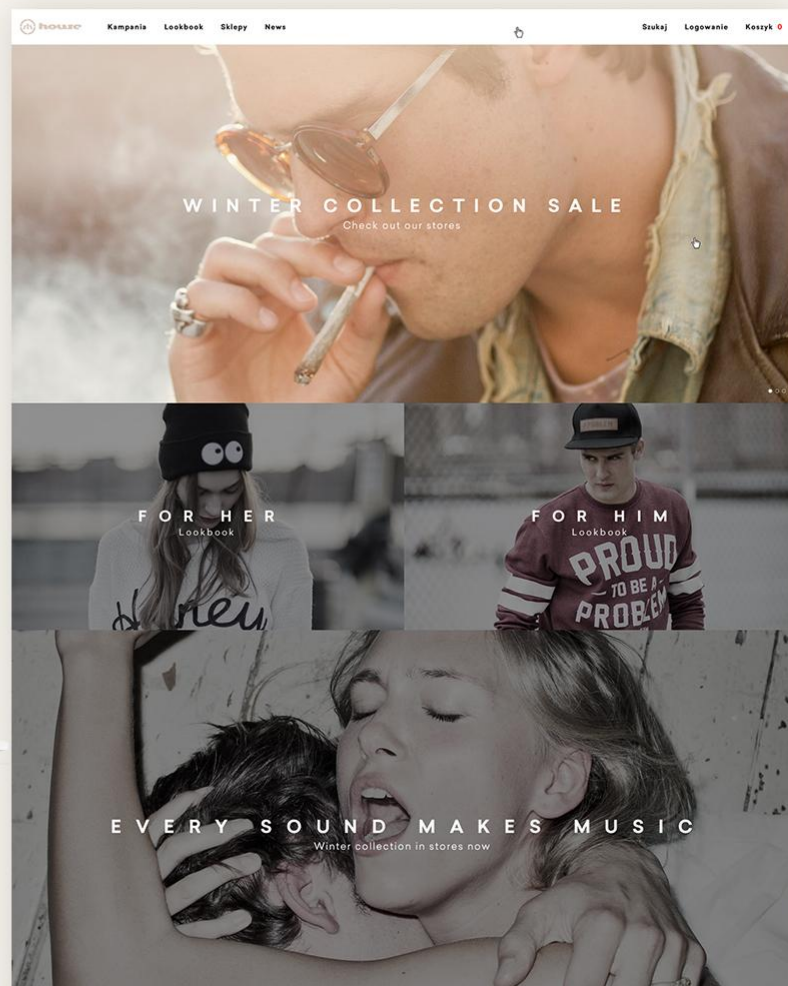 house
Kampania
Lookbook
Sklepy
News
Szukaj
Logowanie
Koszyk 0
WINTER COLLECTION SALE
Check out our stores
FOR HER
Lookbook
FOR HIM
Lookbook
PROUD
TO BE A
PROBLEM
EVERY SOUND MAKES MUSIC
Winter collection in stores now